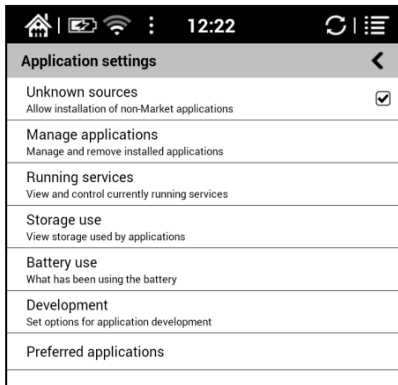 12:22
Application settings
Unknown sources
Allow installation of non-Market applications
Manage applications
Manage and remove installed applications
Running services
View and control currently running services
Storage use
View storage used by applications
Battery use
What has been using the battery
Development
Set options for application development
Preferred applications